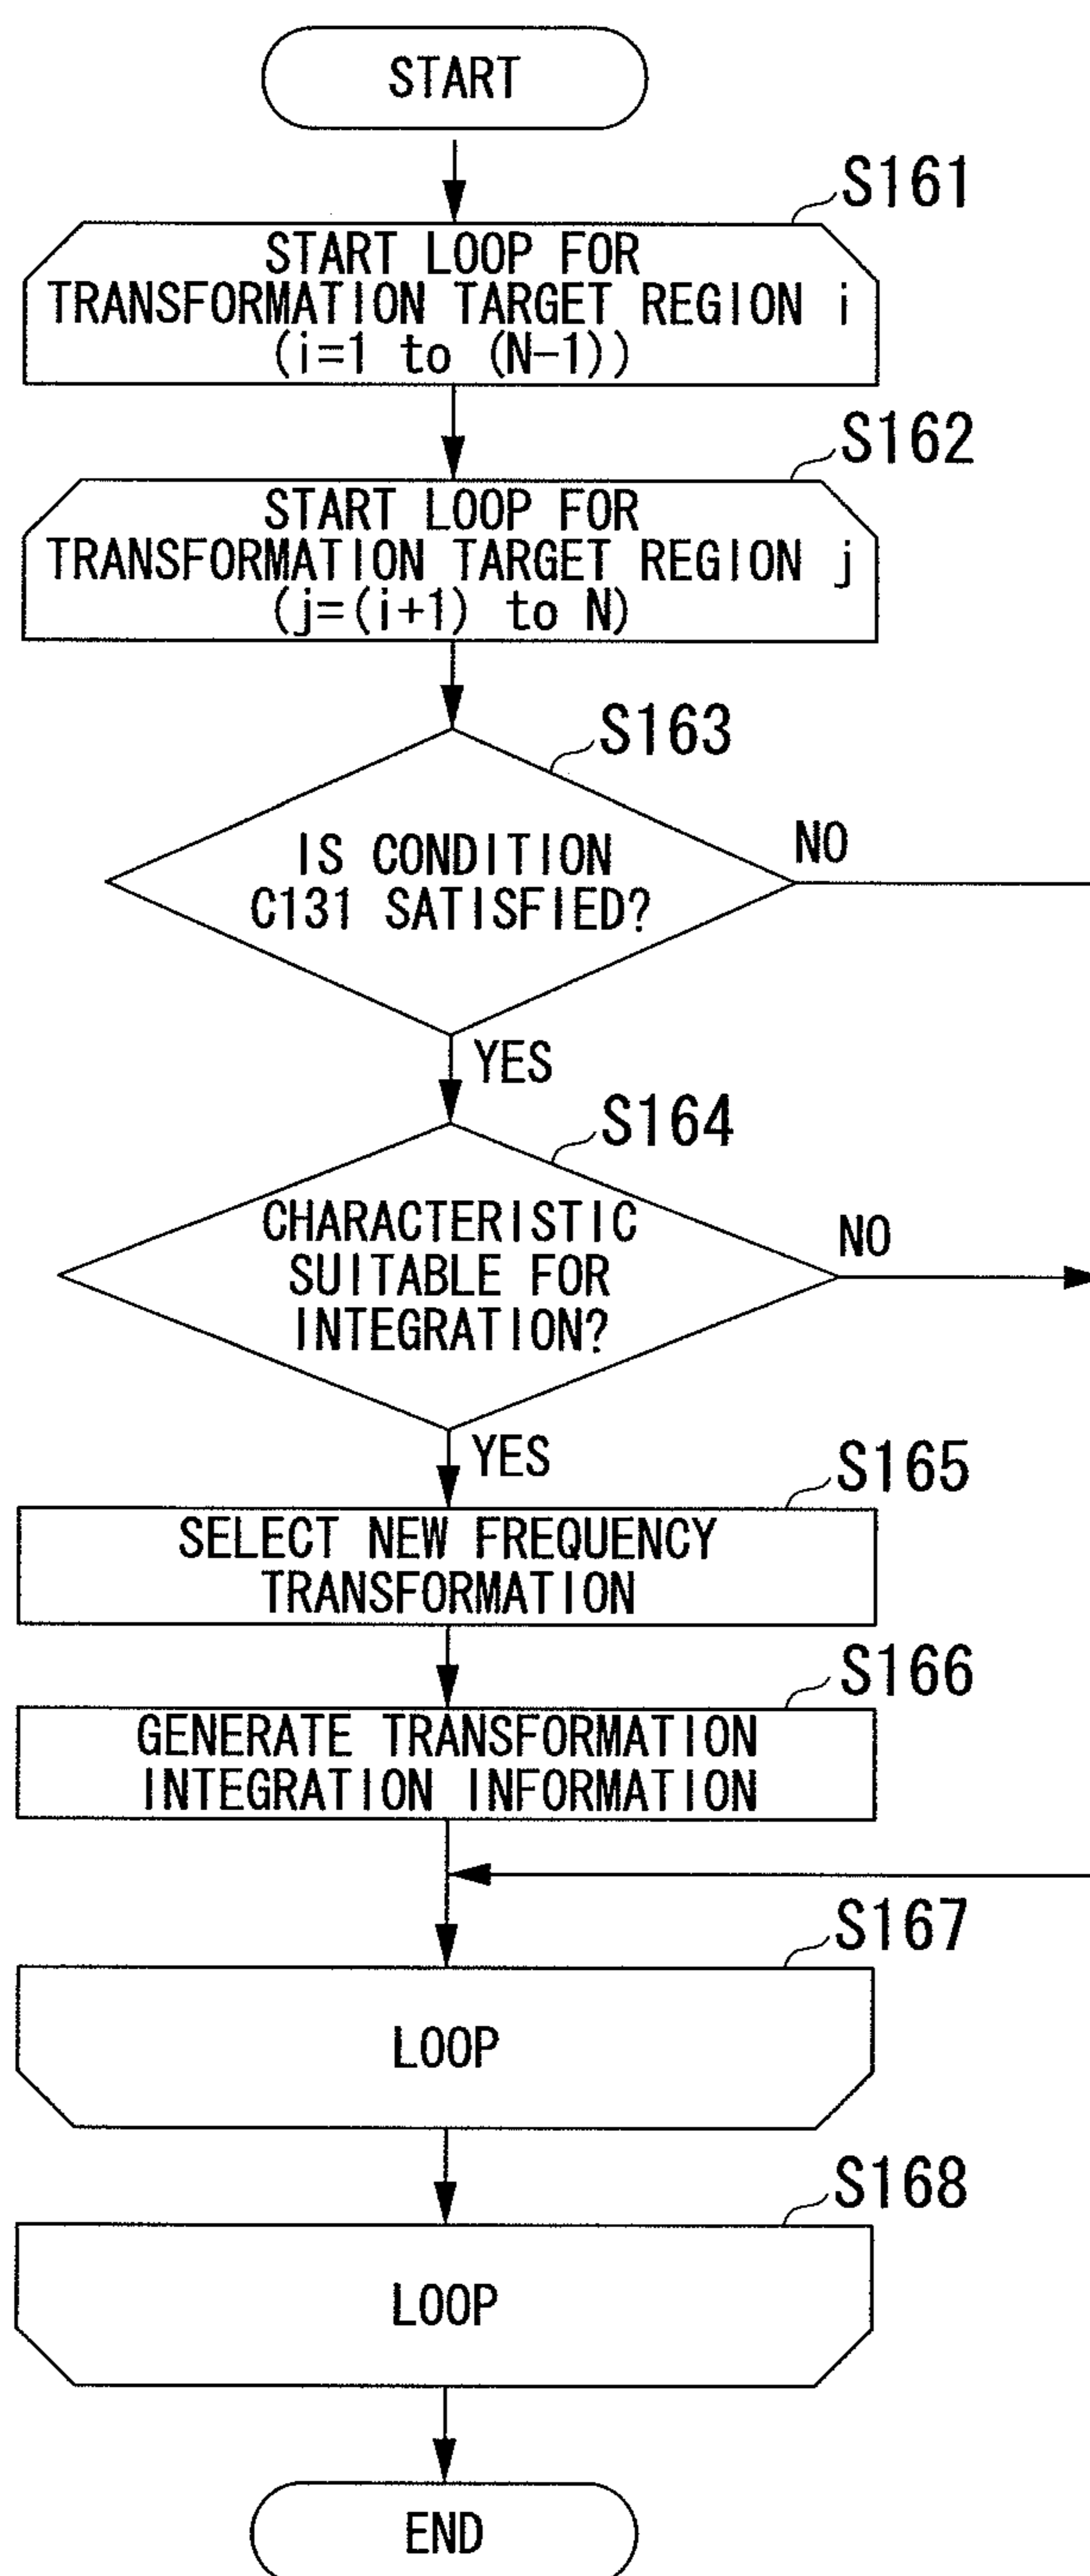 START
S161
START LOOP FOR
TRANSFORMATION TARGET REGION i
(i=1 to (N-1))
S162
START LOOP FOR
TRANSFORMATION TARGET REGION j
(j=(i+1) to N)
S163
IS CONDITION
C131 SATISFIED?
NO
YES
S164
CHARACTERISTIC
SUITABLE FOR
INTEGRATION?
NO
YES
S165
SELECT NEW FREQUENCY
TRANSFORMATION
S166
GENERATE TRANSFORMATION
INTEGRATION INFORMATION
S167
LOOP
S168
LOOP
END